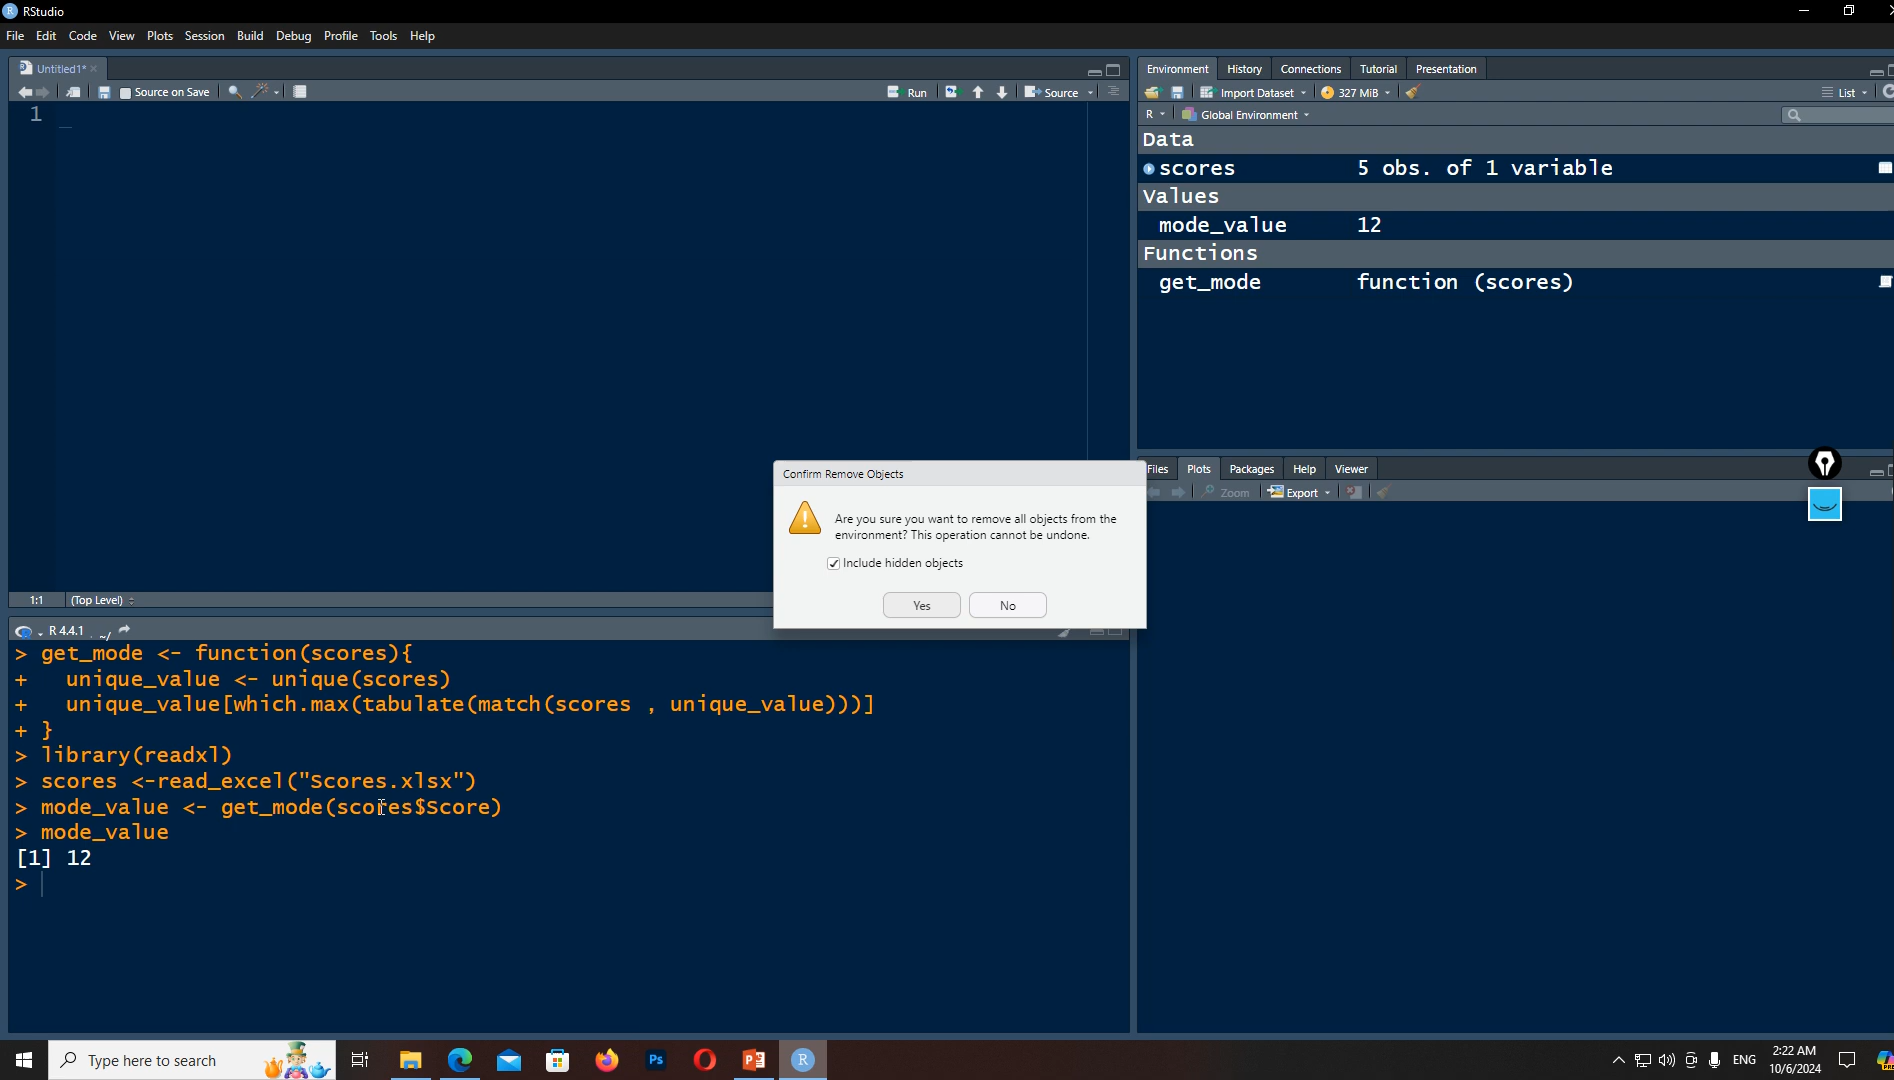 RStudio
File Edit Code View Plots Session Build Debug Profile Tools Help
Untitled1*
Source on Save
Run
Source
1
1:1 (Top Level)
Environment History Connections Tutorial Presentation
Import Dataset 327 MiB List
R Global Environment
Data
scores 5 obs. of 1 variable
Values
mode_value 12
Functions
get_mode function (scores)
Confirm Remove Objects
Are you sure you want to remove all objects from the
environment? This operation cannot be undone.
Include hidden objects
Yes No
Files Plots Packages Help Viewer
Zoom Export
R 4.4.1 . ~/
> get_mode <- function(scores){
+   unique_value <- unique(scores)
+   unique_value[which.max(tabulate(match(scores , unique_value)))]
+ }
> library(readxl)
> scores <-read_excel("Scores.xlsx")
> mode_value <- get_mode(scores$Score)
> mode_value
[1] 12
>
Type here to search
Ps
R
ENG
2:22 AM
10/6/2024